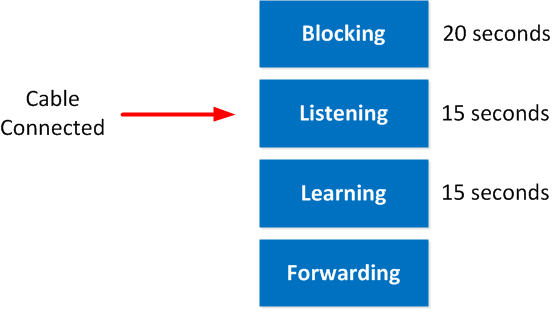 Blocking
20 seconds
Cable
Connected
Listening
15 seconds
Learning
15 seconds
Forwarding